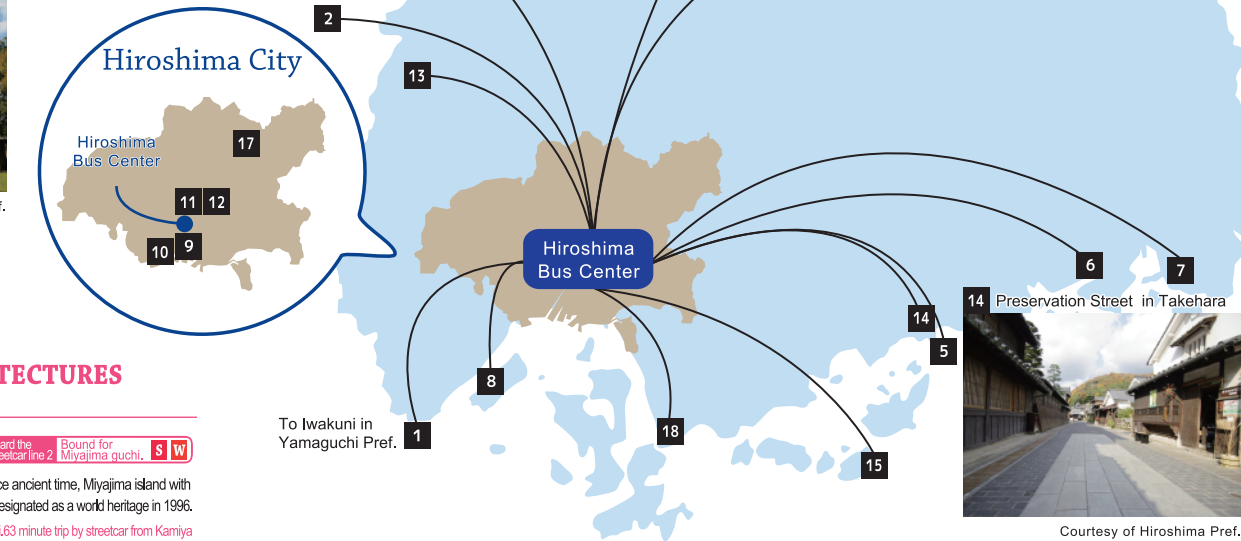 2
13
Hiroshima City
Hiroshima
Bus Center
17
11 12
10 9
Hiroshima
Bus Center
6
7
14 Preservation Street in Takehara
14
5
8
To Iwakuni in
Yamaguchi Pref. 1
18
15
Courtesy of Hiroshima Pref.
TECTURES
Bound for
Miyajima guchi. S W
ard the
line 2
ce ancient time, Miyajima island with
esignated as a world heritage in 1996.
.63 minute trip by streetcar from Kamiya